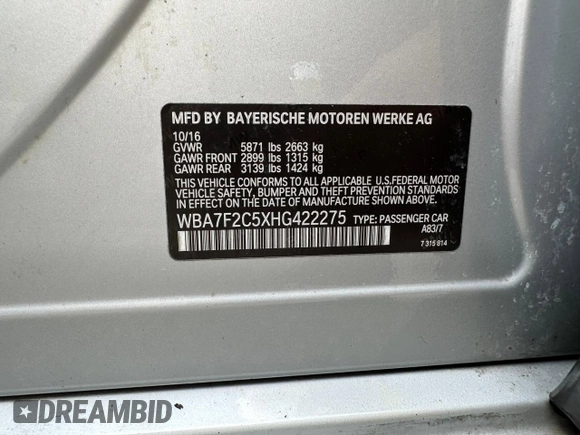 MFD BY BAYERISCHE MOTOREN WERKE AG
10/16
GVWR 5871 lbs 2663 kg
GAWR FRONT 2899 lbs 1315 kg
GAWR REAR 3139 lbs 1424 kg
THIS VEHICLE CONFORMS TO ALL APPLICABLE U.S.FEDERAL MOTOR
VEHICLE SAFETY, BUMPER, AND THEFT PREVENTION STANDARDS
IN EFFECT ON THE DATE OF MANUFACTURE SHOWN ABOVE.
WBA7F2C5XHG422275 TYPE: PASSENGER CAR
A83/7
7 315 614
DREAMBID